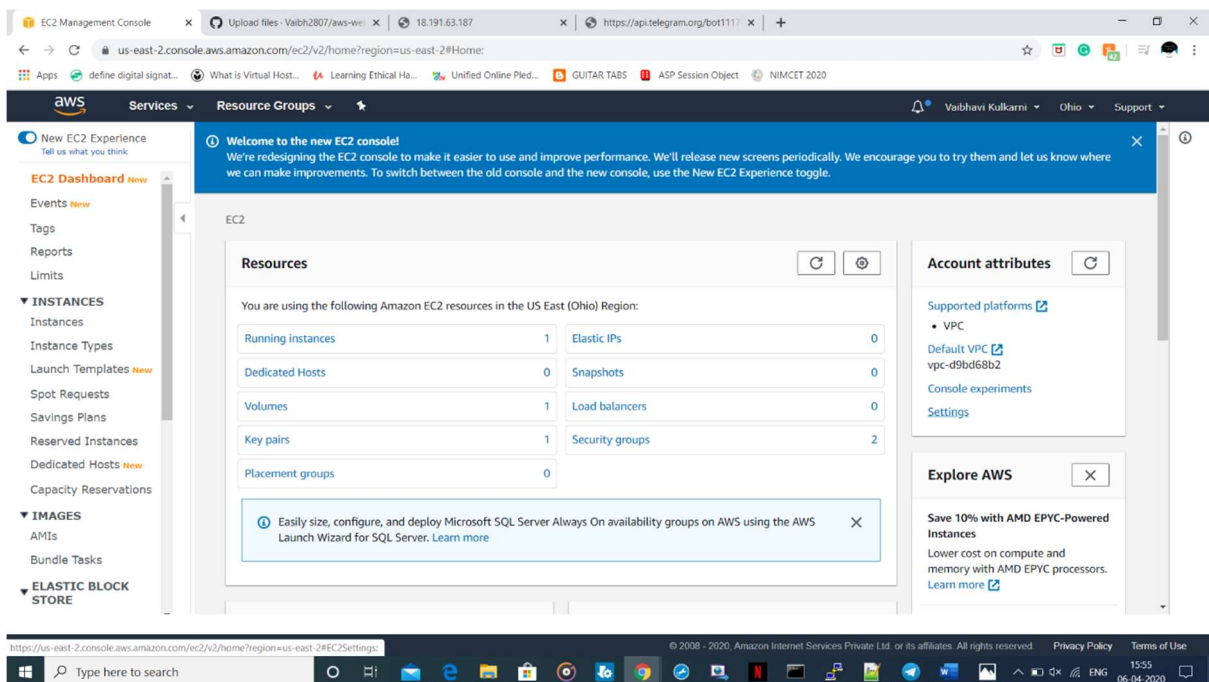 EC2 Management Console
Upload files · Vaibh2807/aws-we
18.191.63.187
https://api.telegram.org/bot111
us-east-2.console.aws.amazon.com/ec2/v2/home?region=us-east-2#Home:
Apps
define digital signat...
What is Virtual Host...
Learning Ethical Ha...
Unified Online Pled...
GUITAR TABS
ASP Session Object
NIMCET 2020
aws
Services
Resource Groups
Vaibhavi Kulkarni
Ohio
Support
New EC2 Experience
Tell us what you think
EC2 Dashboard New
Events New
Tags
Reports
Limits
INSTANCES
Instances
Instance Types
Launch Templates New
Spot Requests
Savings Plans
Reserved Instances
Dedicated Hosts New
Capacity Reservations
IMAGES
AMIs
Bundle Tasks
ELASTIC BLOCK
STORE
Welcome to the new EC2 console!
We're redesigning the EC2 console to make it easier to use and improve performance. We'll release new screens periodically. We encourage you to try them and let us know where
we can make improvements. To switch between the old console and the new console, use the New EC2 Experience toggle.
EC2
Resources
You are using the following Amazon EC2 resources in the US East (Ohio) Region:
Running instances 1
Elastic IPs 0
Dedicated Hosts 0
Snapshots 0
Volumes 1
Load balancers 0
Key pairs 1
Security groups 2
Placement groups 0
Easily size, configure, and deploy Microsoft SQL Server Always On availability groups on AWS using the AWS
Launch Wizard for SQL Server. Learn more
Account attributes
Supported platforms
• VPC
Default VPC
vpc-d9bd68b2
Console experiments
Settings
Explore AWS
Save 10% with AMD EPYC-Powered
Instances
Lower cost on compute and
memory with AMD EPYC processors.
Learn more
https://us-east-2.console.aws.amazon.com/ec2/v2/home?region=us-east-2#EC2Settings:
© 2008 - 2020, Amazon Internet Services Private Ltd. or its affiliates. All rights reserved.
Privacy Policy
Terms of Use
Type here to search
ENG
15:55
06-04-2020